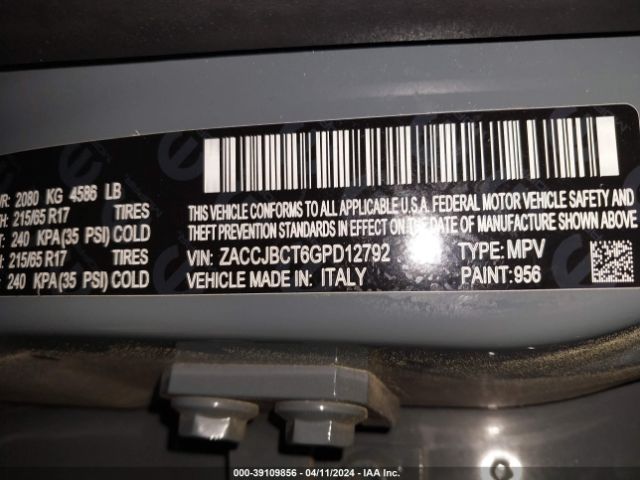 VR: 2080 KG 4586 LB
TH: 215/65 R17 TIRES
T: 240 KPA(35 PSI) COLD
: 215/65 R17 TIRES
: 240 KPA(35 PSI) COLD
THIS VEHICLE CONFORMS TO ALL APPLICABLE U.S.A. FEDERAL MOTOR VEHICLE SAFETY AND
THEFT PREVENTION STANDARDS IN EFFECT ON THE DATE OF MANUFACTURE SHOWN ABOVE.
VIN: ZACCJBCT6GPD12792 TYPE: MPV
VEHICLE MADE IN: ITALY PAINT: 956
000-39109856 - 04/11/2024 - IAA Inc.